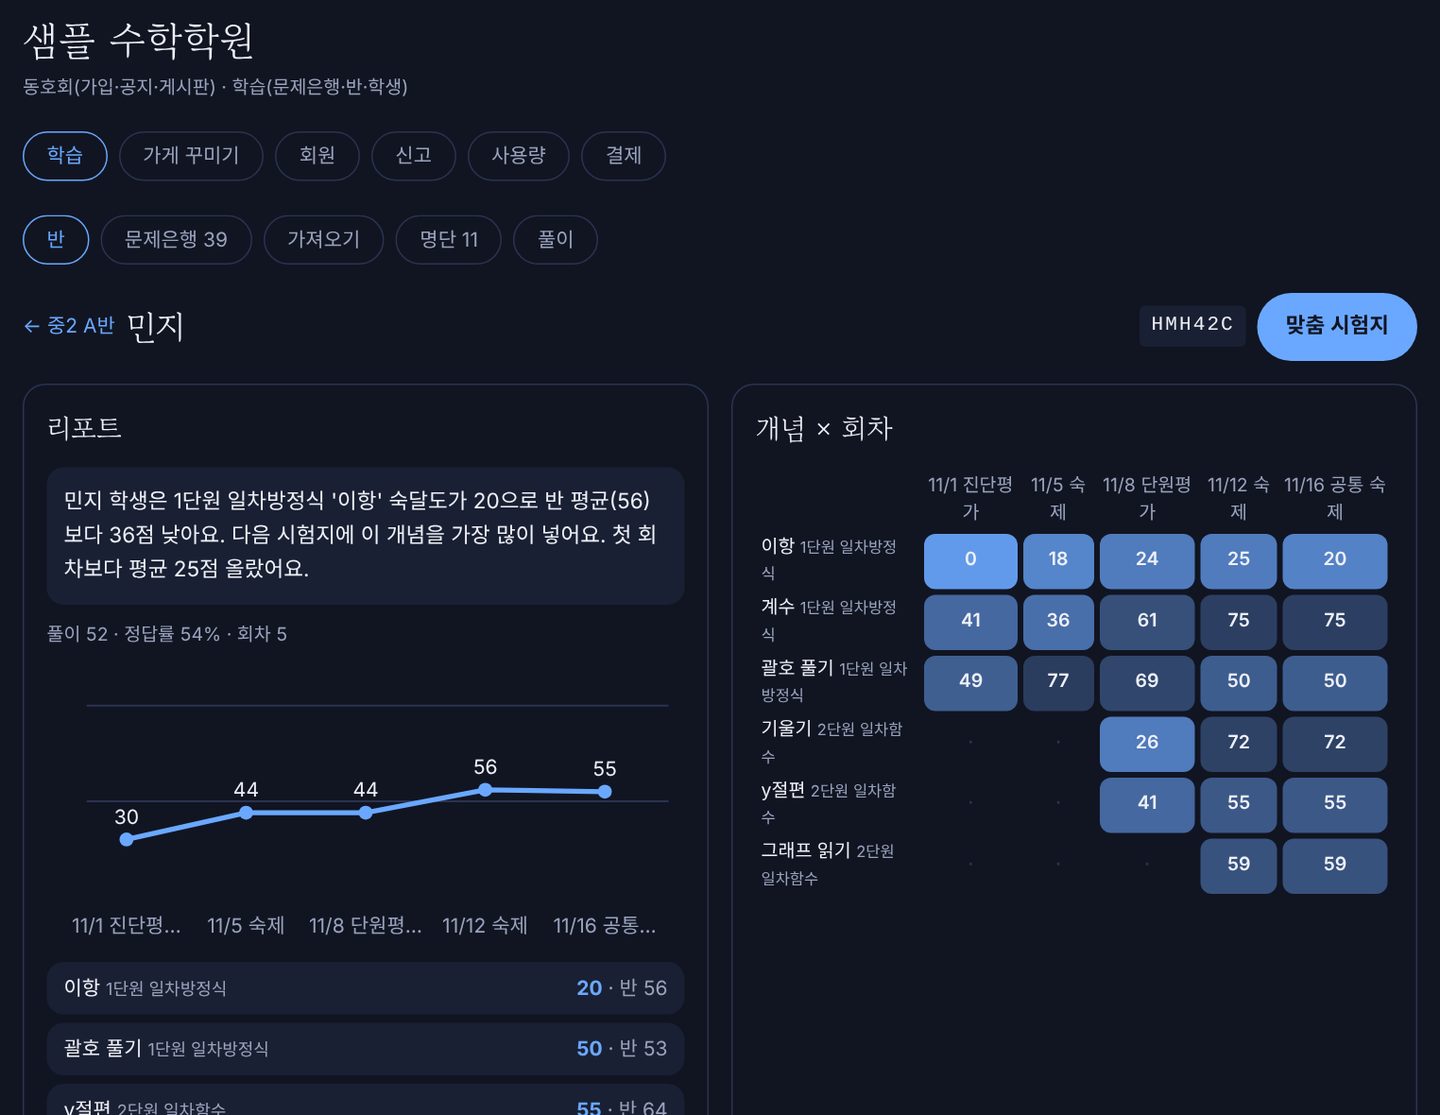 샘플 수학학원
동호회(가입·공지·게시판) · 학습(문제은행·반·학생)
학습 가게 꾸미기 회원 신고 사용량 결제
반 문제은행 39 가져오기 명단 11 풀이
← 중2 A반 민지 HMH42C 맞춤 시험지
리포트
민지 학생은 1단원 일차방정식 '이항' 숙달도가 20으로 반 평균(56)
보다 36점 낮아요. 다음 시험지에 이 개념을 가장 많이 넣어요. 첫 회
차보다 평균 25점 올랐어요.
풀이 52 · 정답률 54% · 회차 5
30 44 44 56 55
11/1 진단평... 11/5 숙제 11/8 단원평... 11/12 숙제 11/16 공통...
이항 1단원 일차방정식 20 · 반 56
괄호 풀기 1단원 일차방정식 50 · 반 53
y절편 2단원 일차함수 55 · 반 64
개념 × 회차
11/1 진단평 11/5 숙 11/8 단원평 11/12 숙 11/16 공통 숙
가 제 가 제 제
이항 1단원 일차방정 0 18 24 25 20
식
계수 1단원 일차방정 41 36 61 75 75
식
괄호 풀기 1단원 일차 49 77 69 50 50
방정식
기울기 2단원 일차함 · · 26 72 72
수
y절편 2단원 일차함 · · 41 55 55
수
그래프 읽기 2단원 · · · 59 59
일차함수